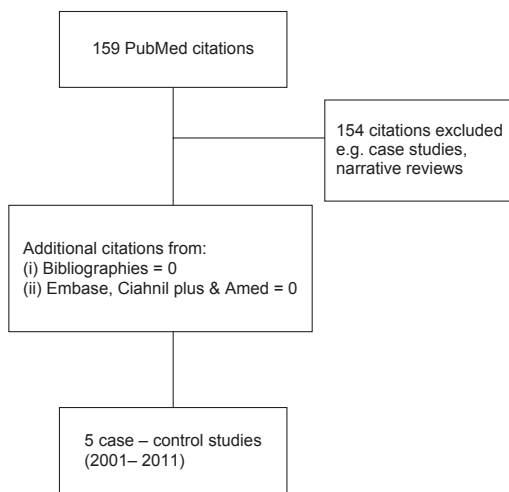 159 PubMed citations
154 citations excluded
e.g. case studies,
narrative reviews
Additional citations from:
(i) Bibliographies = 0
(ii) Embase, Ciahnil plus & Amed = 0
5 case – control studies
(2001– 2011)